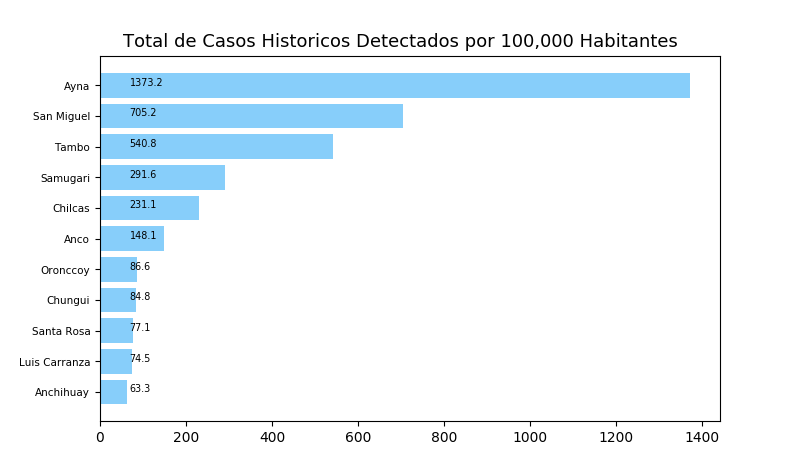 Total de Casos Historicos Detectados por 100,000 Habitantes
Ayna 1373.2
San Miguel 705.2
Tambo 540.8
Samugari 291.6
Chilcas 231.1
Anco 148.1
Oronccoy 86.6
Chungui 84.8
Santa Rosa 77.1
Luis Carranza 74.5
Anchihuay 63.3
0 200 400 600 800 1000 1200 1400